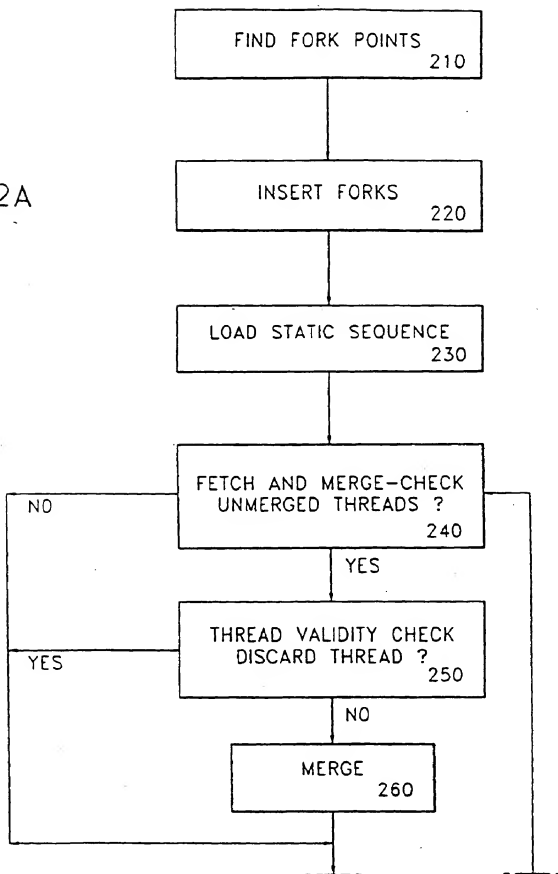 FIND FORK POINTS
210
2A
INSERT FORKS
220
LOAD STATIC SEQUENCE
230
FETCH AND MERGE-CHECK
UNMERGED THREADS ?
240
NO
YES
THREAD VALIDITY CHECK
DISCARD THREAD ?
250
YES
NO
MERGE
260